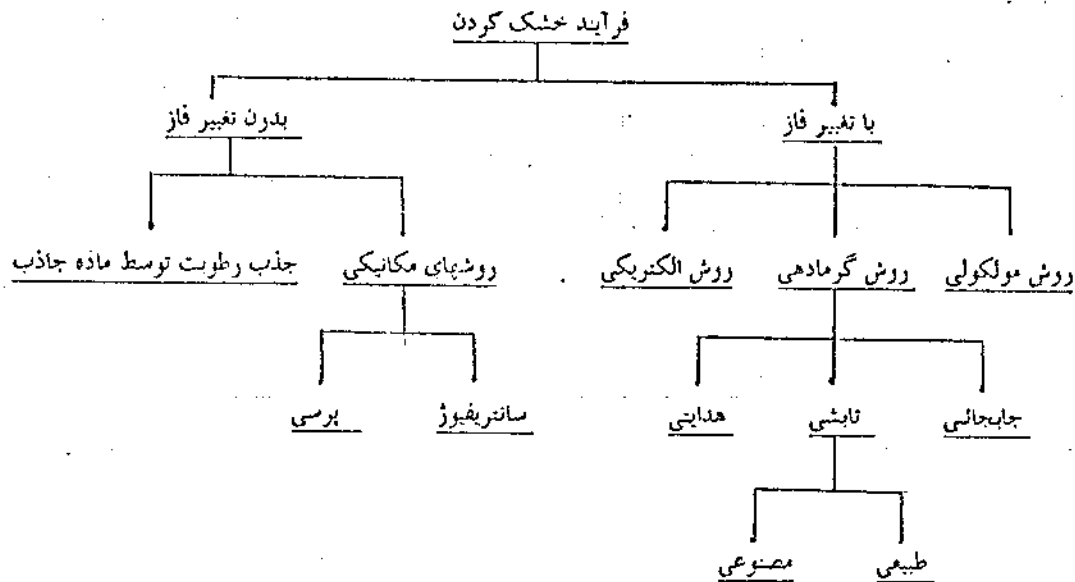 فرآیند خشک کردن
با تغییر فاز
بدون تغییر فاز
روش مولکولی
روش گرمادهی
روش الکتریکی
روشهای مکانیکی
جذب رطوبت توسط ماده جاذب
جابجائی
تابشی
هدایتی
سانتریفیوژ
پرسی
طبیعی
مصنوعی